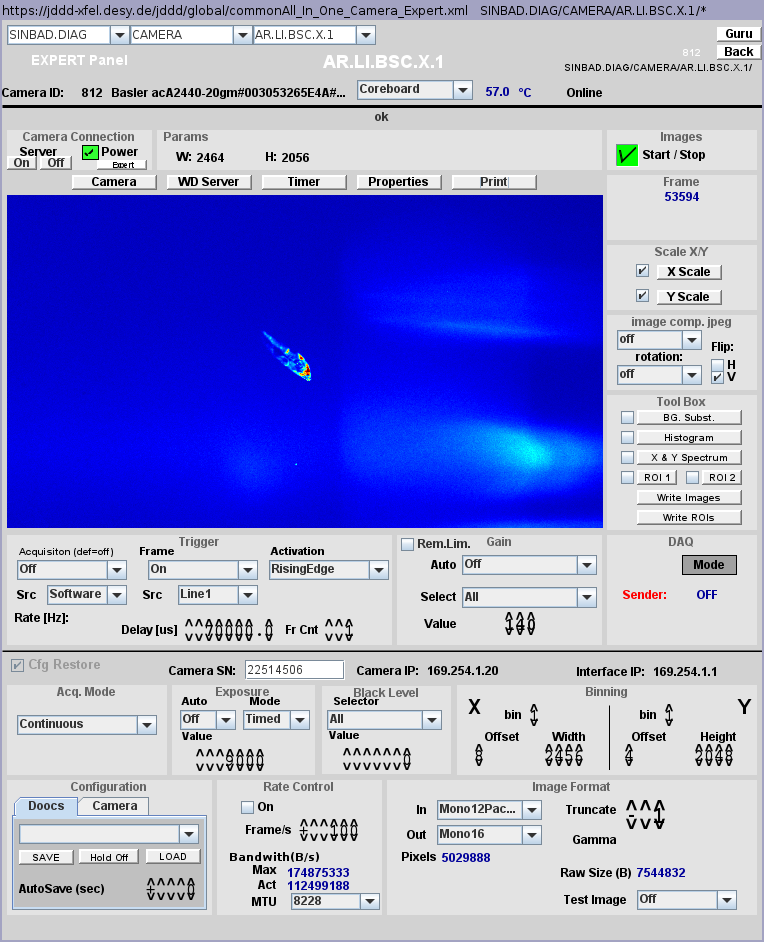 https://jddd-xfel.desy.de/jddd/global/commonAll_In_One_Camera_Expert.xml SINBAD.DIAG/CAMERA/AR.LI.BSC.X.1/*
SINBAD.DIAG CAMERA AR.LI.BSC.X.1 Guru
EXPERT Panel AR.LI.BSC.X.1 812 Back
SINBAD.DIAG/CAMERA/AR.LI.BSC.X.1/
Camera ID: 812 Basler acA2440-20gm#003053265E4A#... Coreboard 57.0 °C Online
ok
Camera Connection Params Images
Server Power W: 2464 H: 2056 Start / Stop
On Off Expert
Camera WD Server Timer Properties Print Frame
53594
Scale X/Y
X Scale
Y Scale
image comp. jpeg
off Flip:
rotation: H
off V
Tool Box
BG. Subst.
Histogram
X & Y Spectrum
ROI 1 ROI 2
Write Images
Write ROIs
Trigger Rem.Lim. Gain DAQ
Acquisiton (def=off) Frame Activation
Off On RisingEdge Auto Off Mode
Src Software Src Line1 Select All Sender: OFF
Rate [Hz]: Delay[us] 70000.0 Fr Cnt 1 Value 140
Cfg Restore Camera SN: 22514506 Camera IP: 169.254.1.20 Interface IP: 169.254.1.1
Acq. Mode Exposure Black Level Binning
Auto Mode Selector X bin 1 bin 1 Y
Continuous Off Timed All
Value Value Offset Width Offset Height
9000 0 8 2456 4 2048
Configuration Rate Control Image Format
Doocs Camera On In Mono12Pac... Truncate -1
Frame/s + 100 Out Mono16 Gamma
Bandwith(B/s) Pixels 5029888
SAVE Hold Off LOAD Max 174875333 Raw Size (B) 7544832
Act 112499188
AutoSave (sec) + 0 MTU 8228 Test Image Off